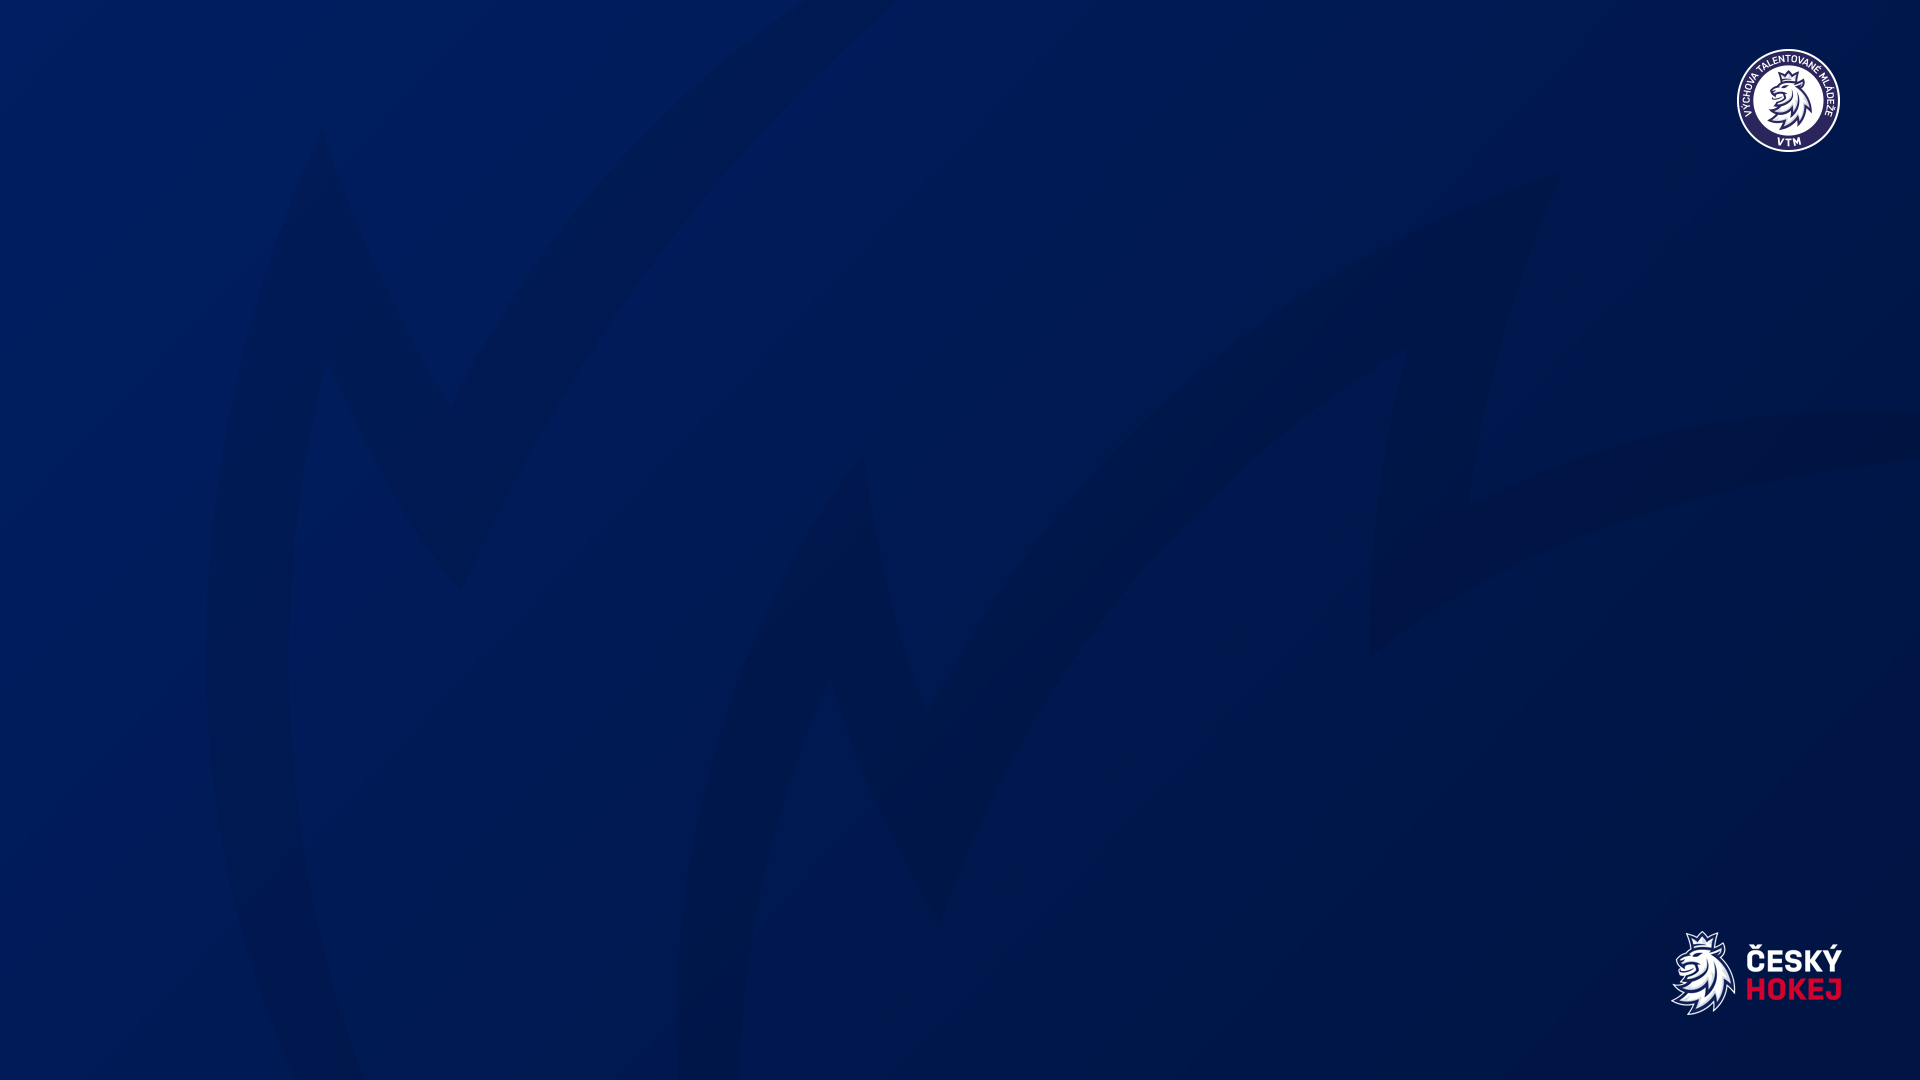 VÝCHOVA TALENTOVANÉ MLÁDEŽE
VTM
ČESKÝ
HOKEJ